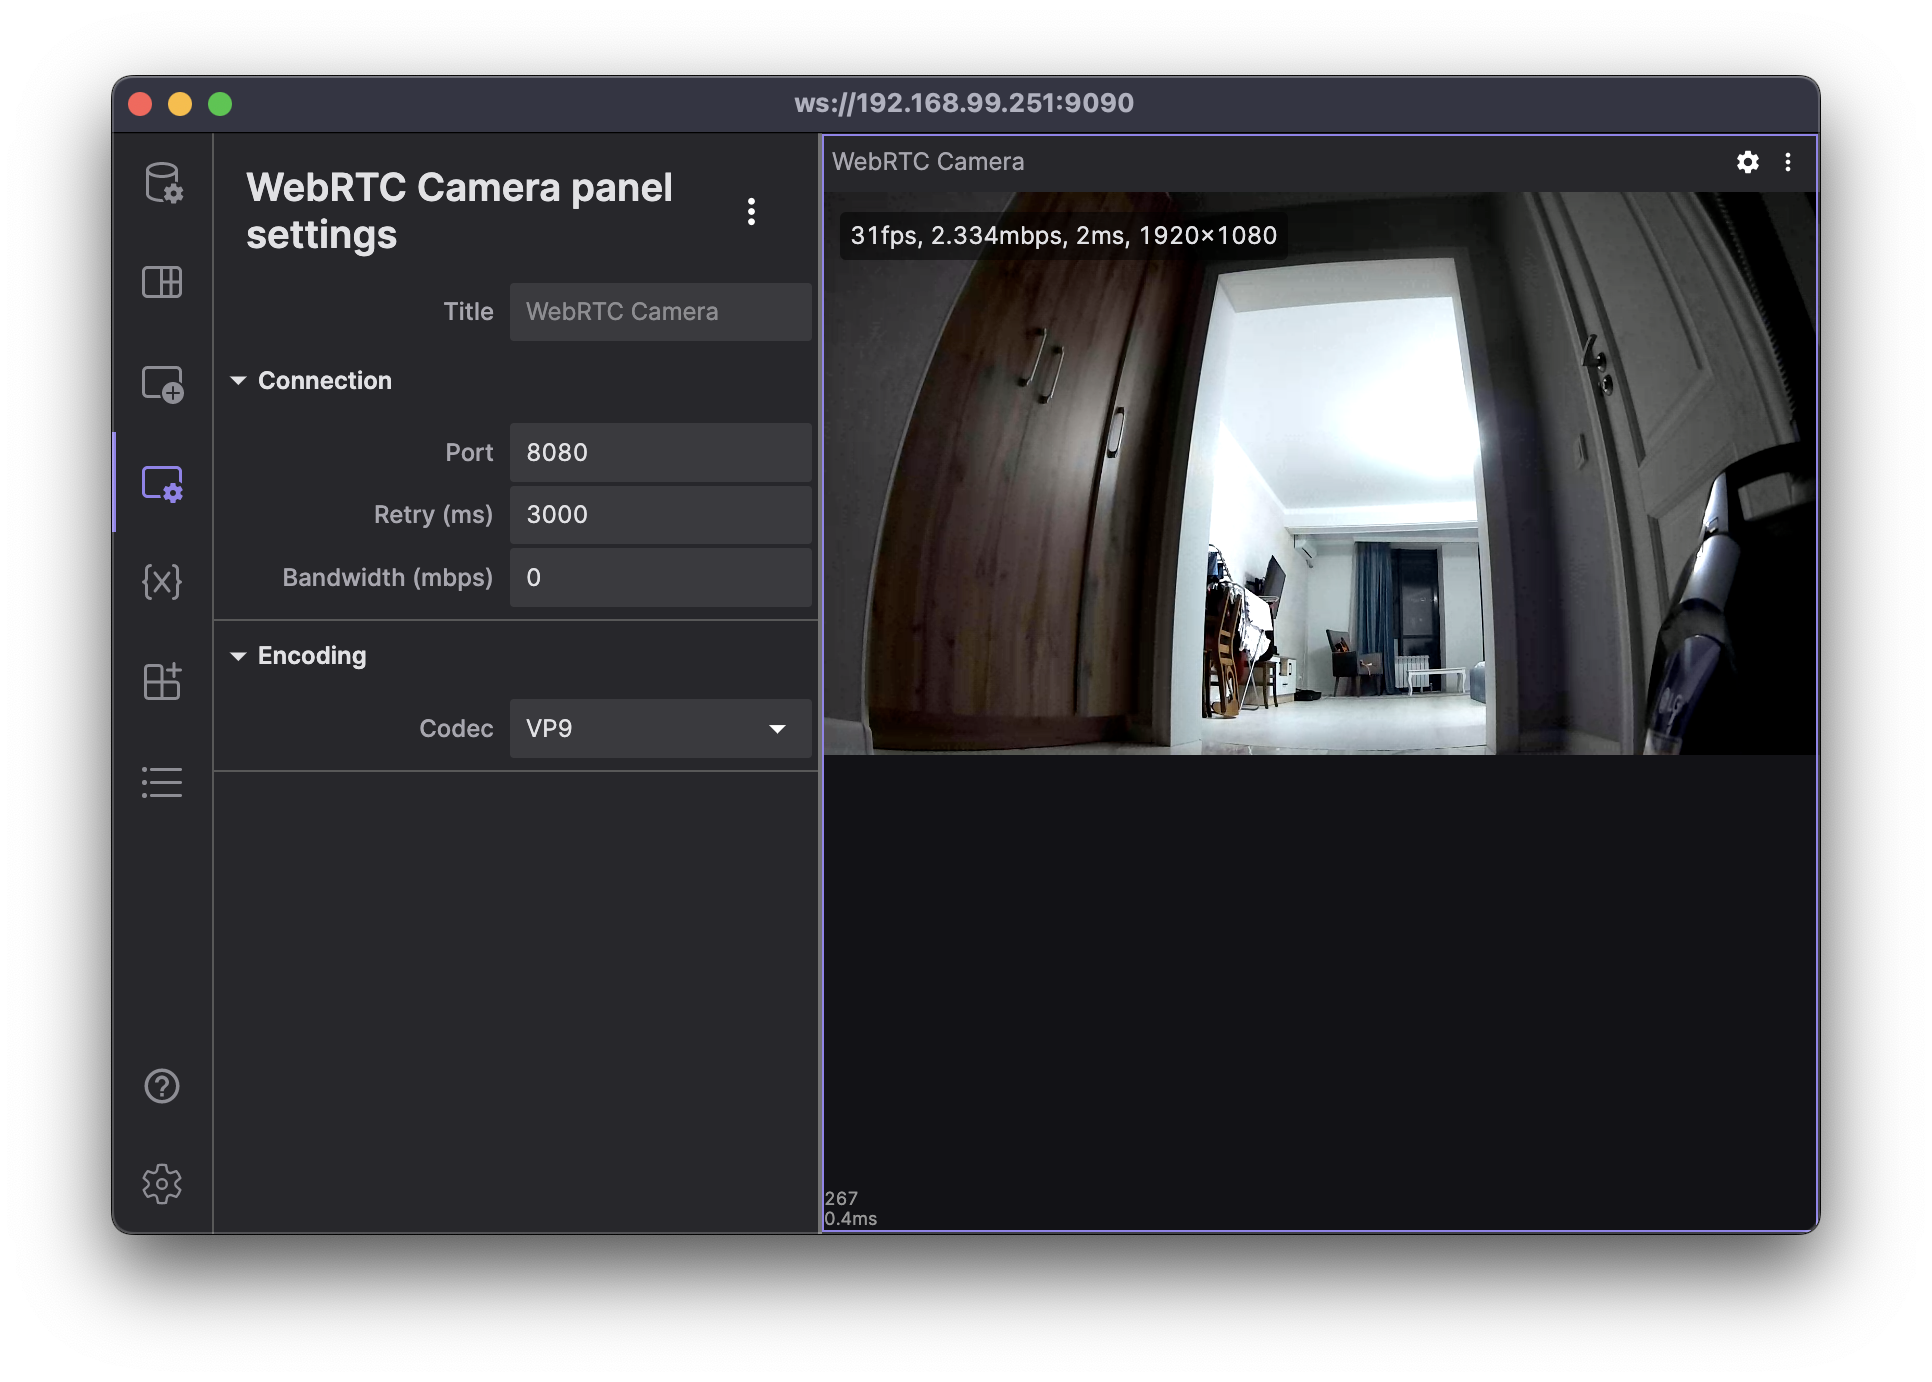 ws://192.168.99.251:9090
WebRTC Camera panel
settings
Title WebRTC Camera
Connection
Port 8080
Retry (ms) 3000
Bandwidth (mbps) 0
Encoding
Codec VP9
WebRTC Camera
31fps, 2.334mbps, 2ms, 1920×1080
LG
267
0.4ms